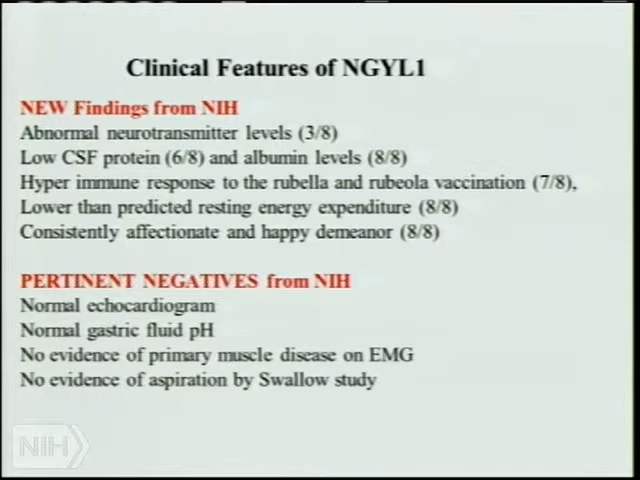 Clinical Features of NGYL1
NEW Findings from NIH
Abnormal neurotransmitter levels (3/8)
Low CSF protein (6/8) and albumin levels (8/8)
Hyper immune response to the rubella and rubeola vaccination (7/8),
Lower than predicted resting energy expenditure (8/8)
Consistently affectionate and happy demeanor (8/8)
PERTINENT NEGATIVES from NIH
Normal echocardiogram
Normal gastric fluid pH
No evidence of primary muscle disease on EMG
No evidence of aspiration by Swallow study
NIH